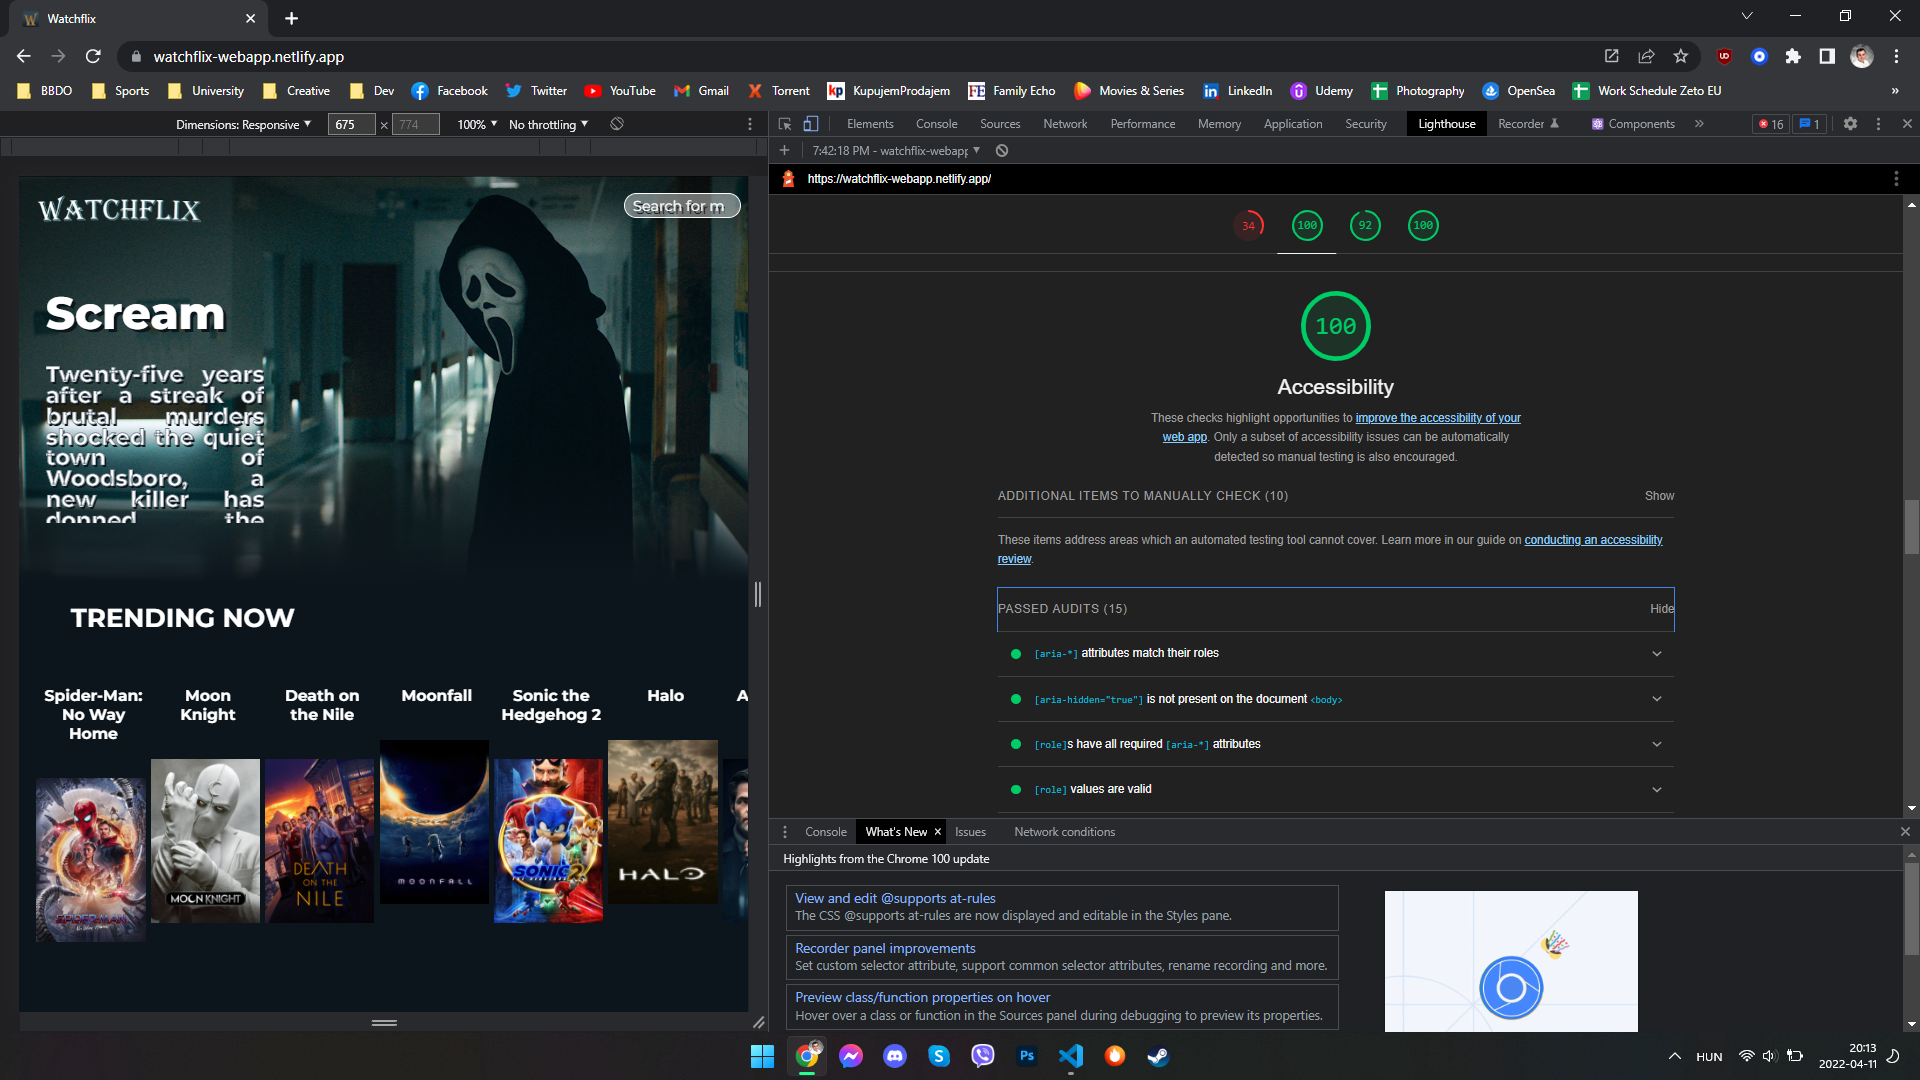 Watchflix
watchflix-webapp.netlify.app
BBDO Sports University Creative Dev Facebook Twitter YouTube Gmail Torrent KupujemProdajem Family Echo Movies & Series LinkedIn Udemy Photography OpenSea Work Schedule Zeto EU »
Dimensions: Responsive 675 × 774 100% No throttling
Elements Console Sources Network Performance Memory Application Security Lighthouse Recorder Components » 16 1
7:42:18 PM - watchflix-webapp
https://watchflix-webapp.netlify.app/
34 100 92 100
WATCHFLIX
Search for m
Scream
Twenty-five years
after a streak of
brutal murders
shocked the quiet
town of
Woodsboro, a
new killer has
donned the
TRENDING NOW
Spider-Man:
No Way
Home
Moon
Knight
Death on
the Nile
Moonfall
Sonic the
Hedgehog 2
Halo
A
SPIDER-MAN
NO WAY HOME
MOON KNIGHT
DEATH
ON THE
NILE
MOONFALL
SONIC 2
HALO
100
Accessibility
These checks highlight opportunities to improve the accessibility of your
web app. Only a subset of accessibility issues can be automatically
detected so manual testing is also encouraged.
ADDITIONAL ITEMS TO MANUALLY CHECK (10) Show
These items address areas which an automated testing tool cannot cover. Learn more in our guide on conducting an accessibility
review.
PASSED AUDITS (15) Hide
[aria-*] attributes match their roles
[aria-hidden="true"] is not present on the document <body>
[role]s have all required [aria-*] attributes
[role] values are valid
Console What's New × Issues Network conditions
Highlights from the Chrome 100 update
View and edit @supports at-rules
The CSS @supports at-rules are now displayed and editable in the Styles pane.
Recorder panel improvements
Set custom selector attribute, support common selector attributes, rename recording and more.
Preview class/function properties on hover
Hover over a class or function in the Sources panel during debugging to preview its properties.
Ps
HUN
20:13
2022-04-11